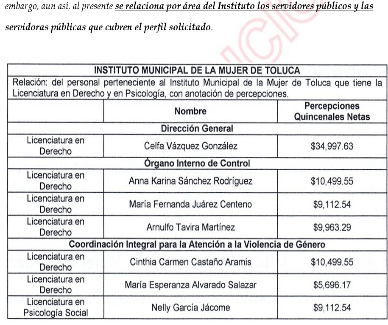 embargo, aun así, al presente se relaciona por área del Instituto los servidores públicos y las
servidoras públicas que cubren el perfil solicitado.
INSTITUTO MUNICIPAL DE LA MUJER DE TOLUCA
Relación: del personal perteneciente al Instituto Municipal de la Mujer de Toluca que tiene la
Licenciatura en Derecho y en Psicología, con anotación de percepciones.
Nombre
Percepciones
Quincenales Netas
Dirección General
Licenciatura en
Derecho
Celfa Vázquez González
$34,997.63
Órgano Interno de Control
Licenciatura en
Derecho
Anna Karina Sánchez Rodríguez
$10,499.55
Licenciatura en
Derecho
María Fernanda Juárez Centeno
$9,112.54
Licenciatura en
Derecho
Arnulfo Tavira Martínez
$9,963.29
Coordinación Integral para la Atención a la Violencia de Género
Licenciatura en
Derecho
Cinthia Carmen Castaño Aramis
$10,499.55
Licenciatura en
Derecho
María Esperanza Alvarado Salazar
$5,696.17
Licenciatura en
Psicología Social
Nelly García Jácome
$9,112.54